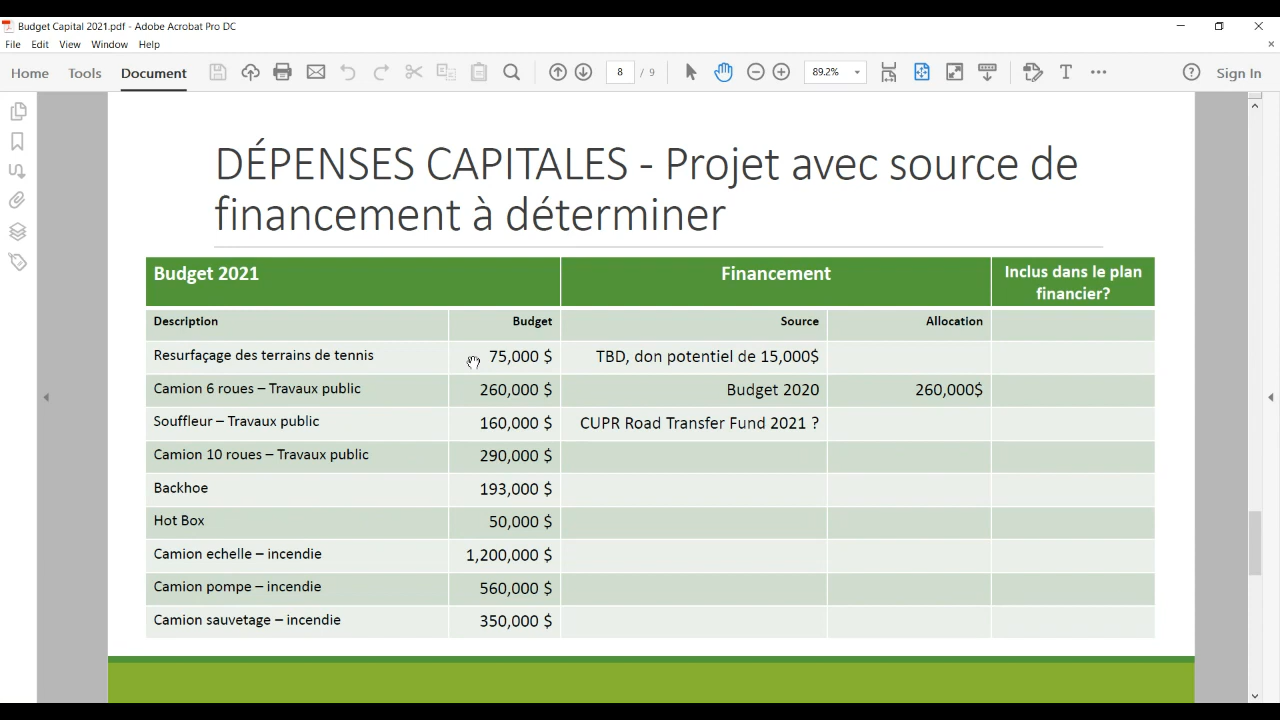 Budget Capital 2021.pdf - Adobe Acrobat Pro DC
File Edit View Window Help
Home Tools Document 8 / 9 89.2% Sign In
DÉPENSES CAPITALES - Projet avec source de
financement à déterminer
Budget 2021 Financement Inclus dans le plan
financier?
Description Budget Source Allocation
Resurfaçage des terrains de tennis 75,000 $ TBD, don potentiel de 15,000$
Camion 6 roues – Travaux public 260,000 $ Budget 2020 260,000$
Souffleur – Travaux public 160,000 $ CUPR Road Transfer Fund 2021 ?
Camion 10 roues – Travaux public 290,000 $
Backhoe 193,000 $
Hot Box 50,000 $
Camion echelle – incendie 1,200,000 $
Camion pompe – incendie 560,000 $
Camion sauvetage – incendie 350,000 $